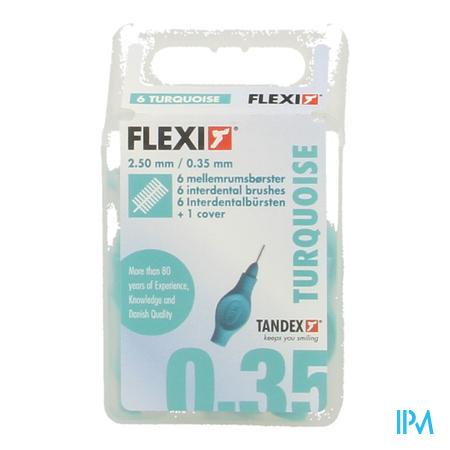 6 TURQUOISE FLEXI®
FLEXI®
2.50 mm / 0.35 mm
6 mellemrumsbørster
6 interdental brushes
6 Interdentalbürsten
+ 1 cover
TURQUOISE
More than 80
years of Experience,
Knowledge and
Danish Quality
TANDEX®
keeps you smiling
0.35
IPM